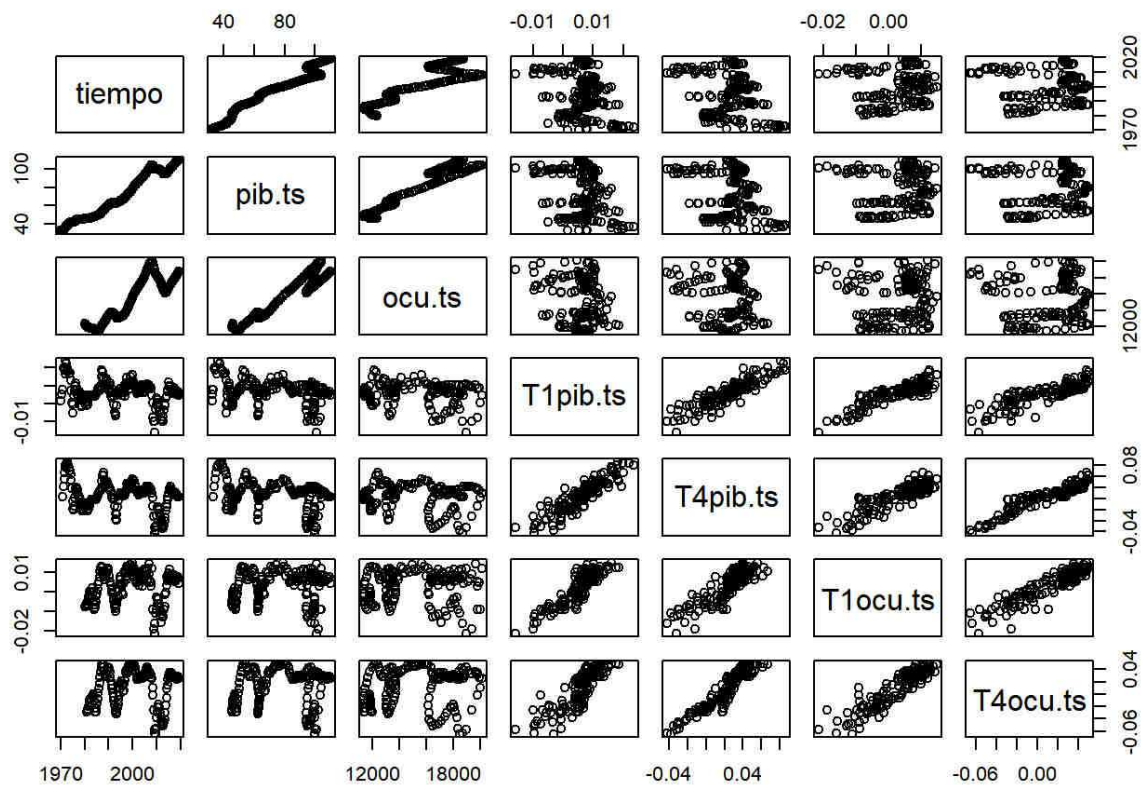 40 80 -0.01 0.01 -0.02 0.00
tiempo 1970 2020
40 100 pib.ts
ocu.ts 12000
-0.01 T1pib.ts
T4pib.ts -0.04 0.08
-0.02 0.01 T1ocu.ts
T4ocu.ts -0.06 0.04
1970 2000 12000 18000 -0.04 0.04 -0.06 0.00